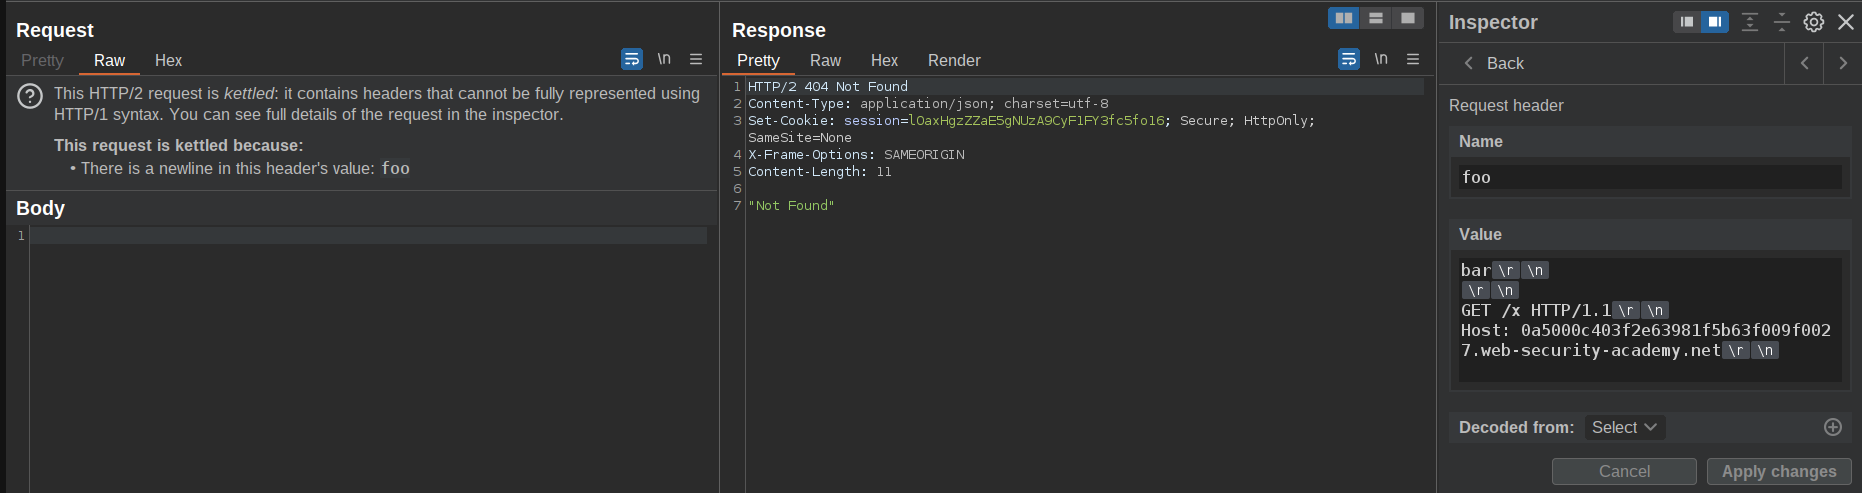 Request
Pretty Raw Hex \n
This HTTP/2 request is kettled: it contains headers that cannot be fully represented using
HTTP/1 syntax. You can see full details of the request in the inspector.
This request is kettled because:
• There is a newline in this header's value: foo
Body
1
Response
Pretty Raw Hex Render \n
1 HTTP/2 404 Not Found
2 Content-Type: application/json; charset=utf-8
3 Set-Cookie: session=lOaxHgzZZaE5gNUzA9CyF1FY3fc5fo16; Secure; HttpOnly;
SameSite=None
4 X-Frame-Options: SAMEORIGIN
5 Content-Length: 11
6
7 "Not Found"
Inspector
Back
Request header
Name
foo
Value
bar\r\n
\r\n
GET /x HTTP/1.1\r\n
Host: 0a5000c403f2e63981f5b63f009f002
7.web-security-academy.net\r\n
Decoded from: Select
Cancel Apply changes